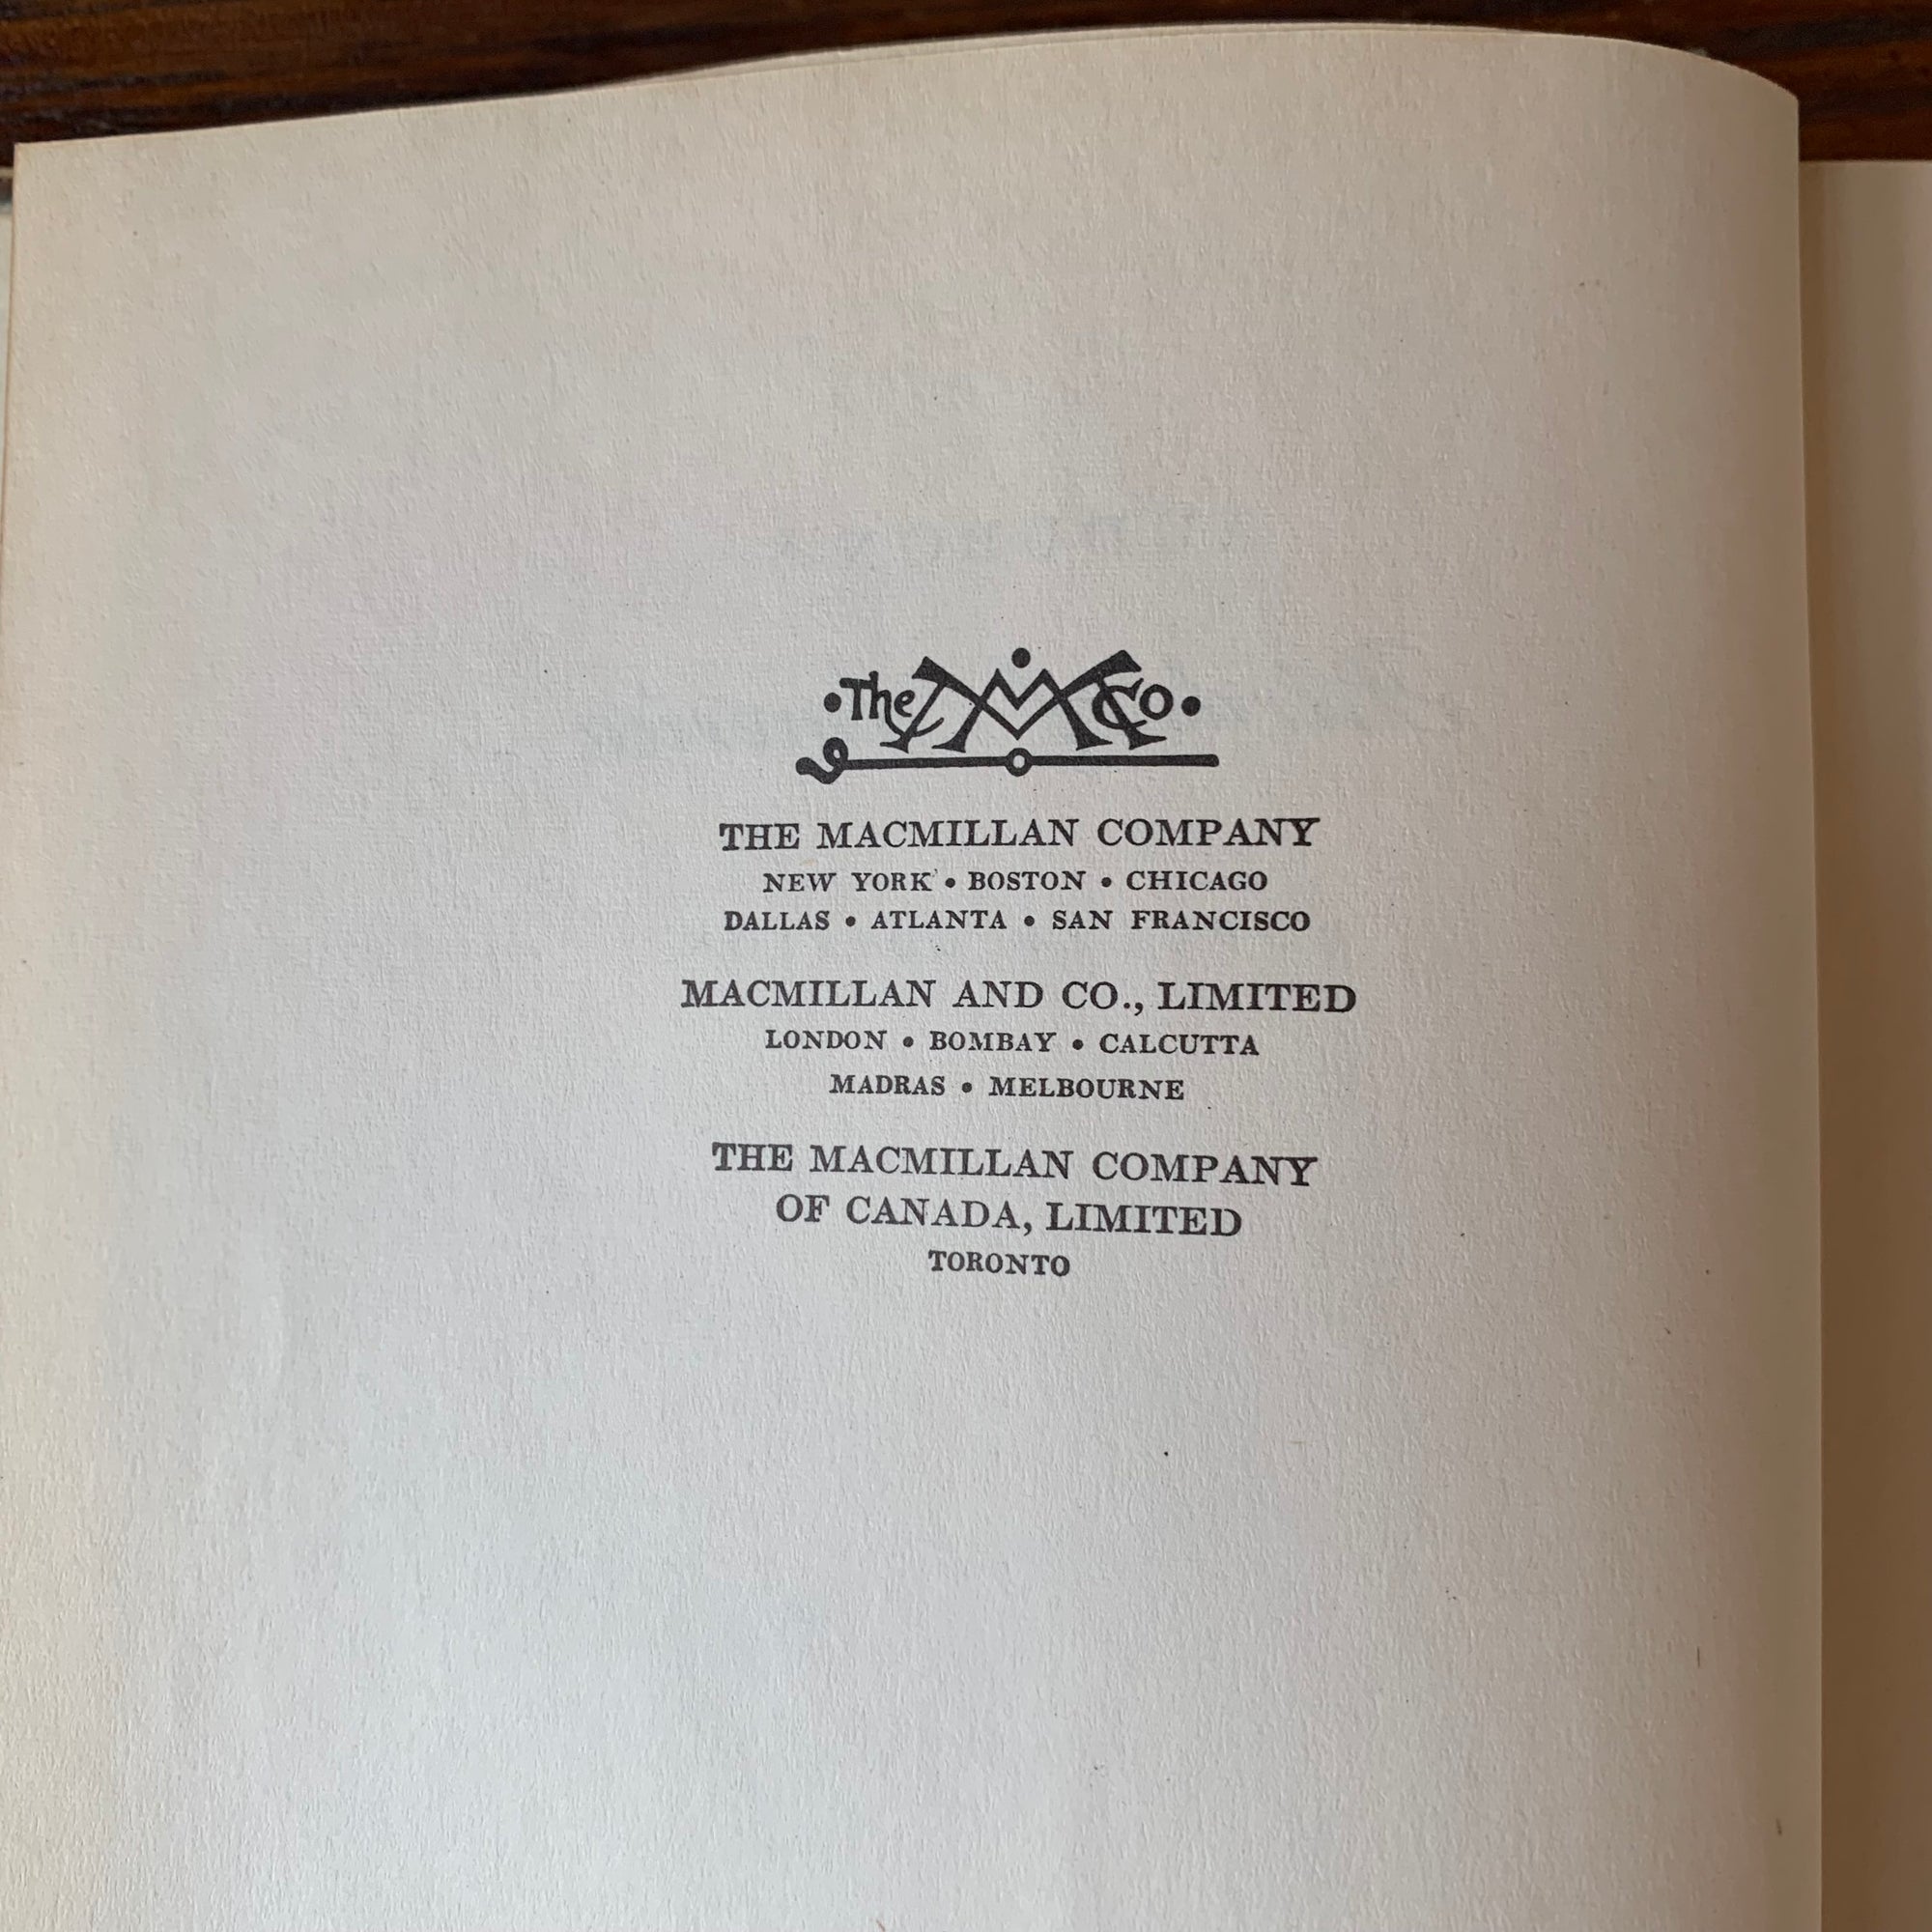 •The M Co•
THE MACMILLAN COMPANY
NEW YORK • BOSTON • CHICAGO
DALLAS • ATLANTA • SAN FRANCISCO
MACMILLAN AND CO., LIMITED
LONDON • BOMBAY • CALCUTTA
MADRAS • MELBOURNE
THE MACMILLAN COMPANY
OF CANADA, LIMITED
TORONTO